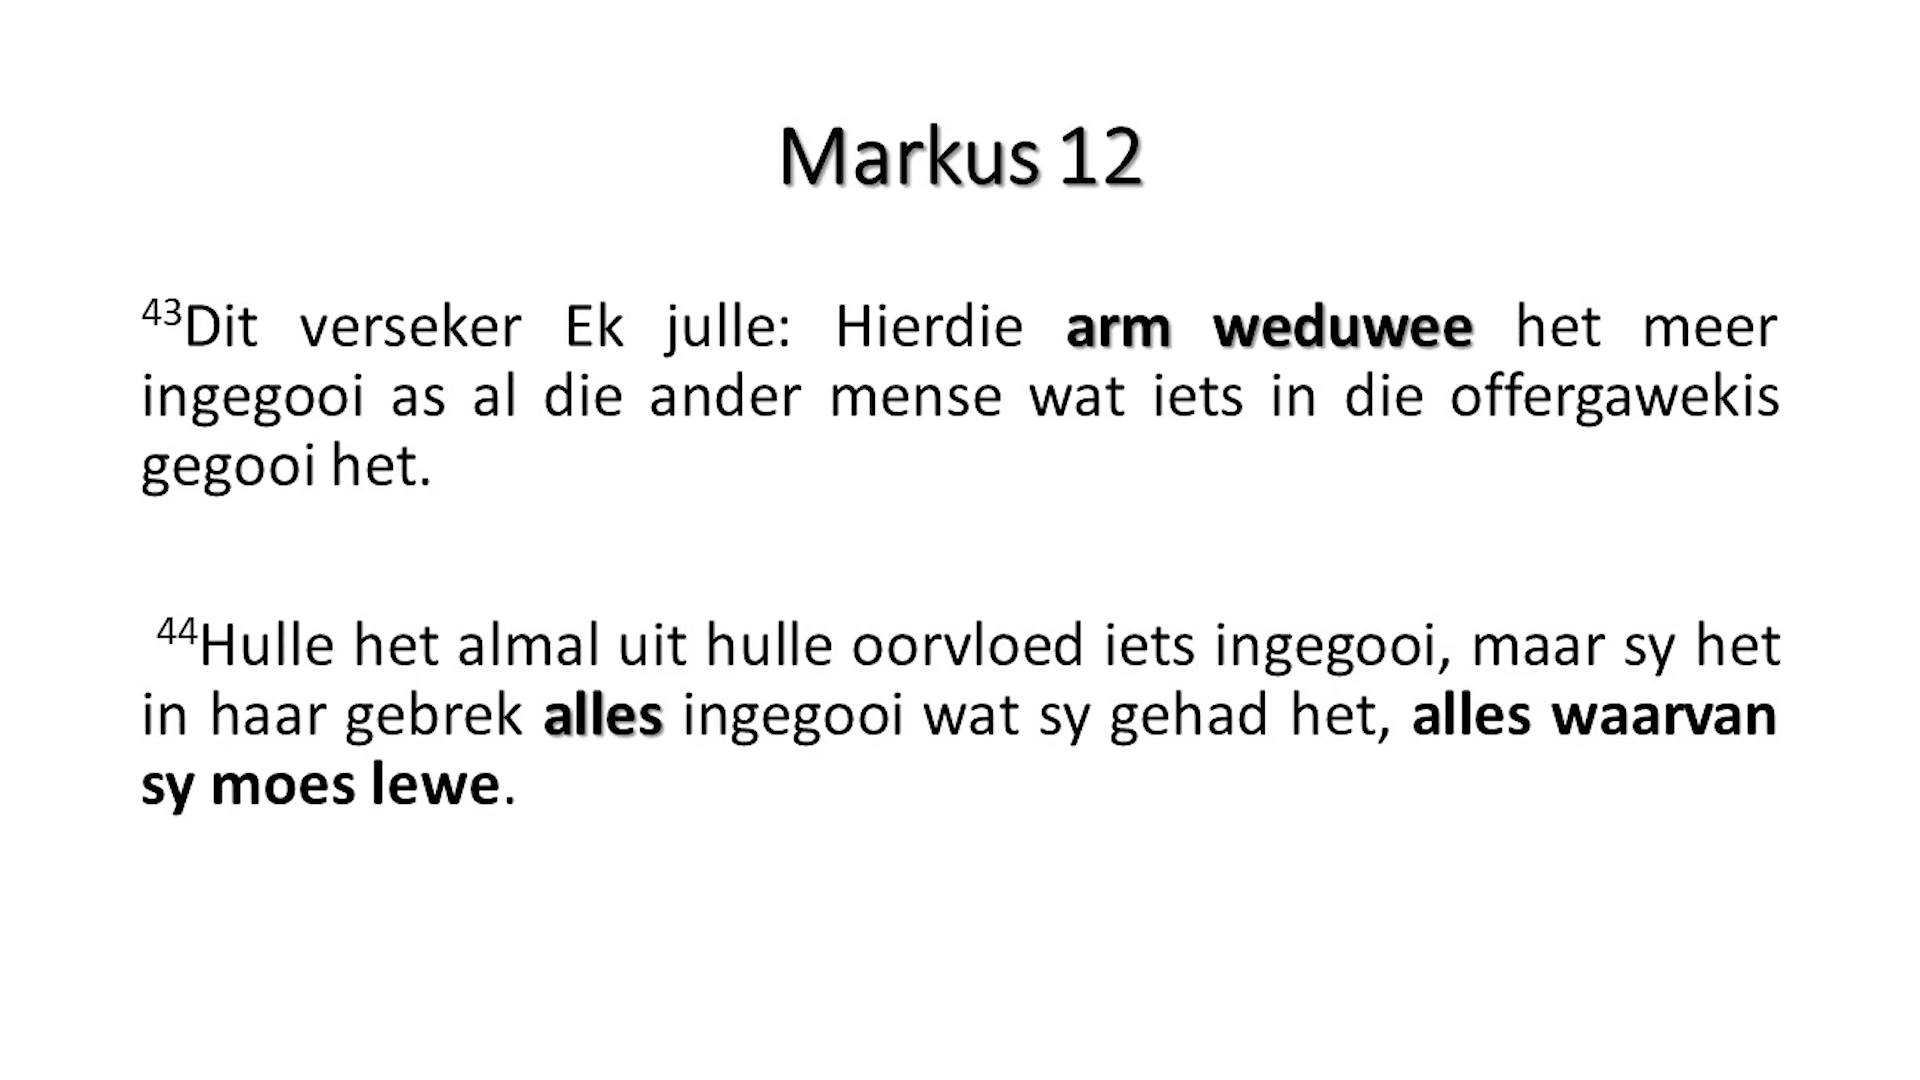 Markus 12
43Dit verseker Ek julle: Hierdie arm weduwee het meer
ingegooi as al die ander mense wat iets in die offergawekis
gegooi het.
44Hulle het almal uit hulle oorvloed iets ingegooi, maar sy het
in haar gebrek alles ingegooi wat sy gehad het, alles waarvan
sy moes lewe.